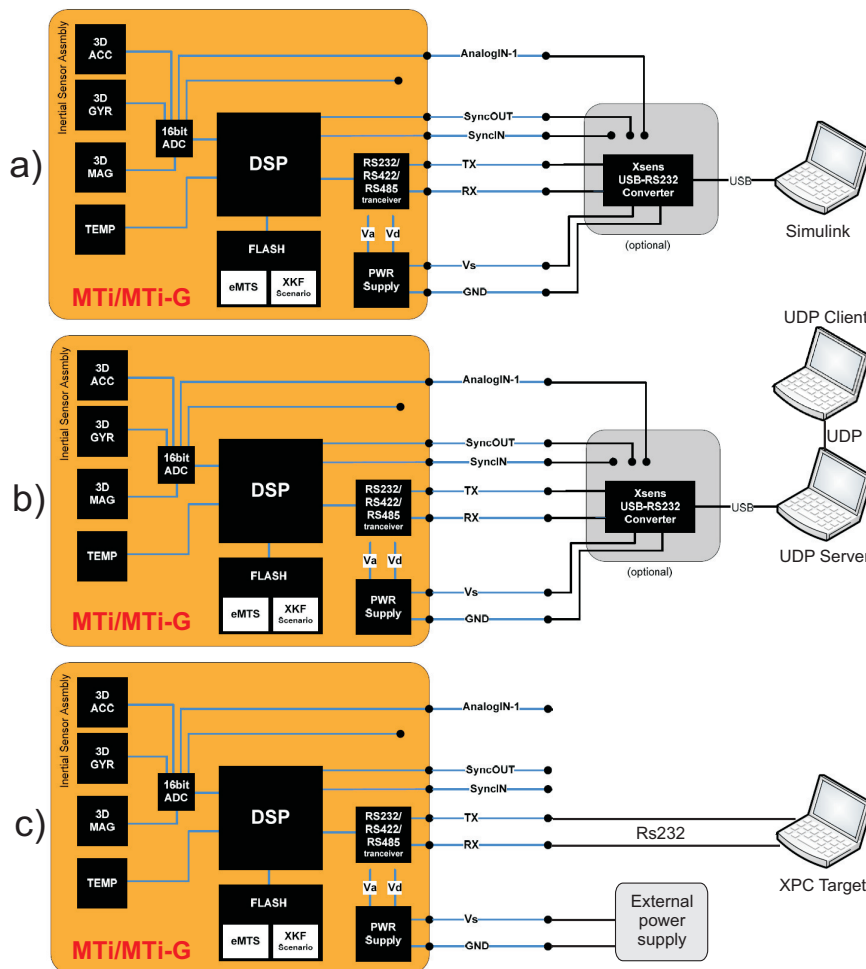 a)
Inertial Sensor Assmbly
3D
ACC
3D
GYR
3D
MAG
TEMP
16bit
ADC
DSP
FLASH
eMTS
XKF
Scenario
RS232/
RS422/
RS485
tranceiver
Va
Vd
PWR
Supply
MTi/MTi-G
AnalogIN-1
SyncOUT
SyncIN
TX
RX
Vs
GND
Xsens
USB-RS232
Converter
(optional)
USB
Simulink
b)
Inertial Sensor Assmbly
3D
ACC
3D
GYR
3D
MAG
TEMP
16bit
ADC
DSP
FLASH
eMTS
XKF
Scenario
RS232/
RS422/
RS485
tranceiver
Va
Vd
PWR
Supply
MTi/MTi-G
AnalogIN-1
SyncOUT
SyncIN
TX
RX
Vs
GND
Xsens
USB-RS232
Converter
(optional)
USB
UDP Client
UDP
UDP Server
c)
Inertial Sensor Assmbly
3D
ACC
3D
GYR
3D
MAG
TEMP
16bit
ADC
DSP
FLASH
eMTS
XKF
Scenario
RS232/
RS422/
RS485
tranceiver
Va
Vd
PWR
Supply
MTi/MTi-G
AnalogIN-1
SyncOUT
SyncIN
TX
RX
Vs
GND
Rs232
XPC Target
External
power
supply